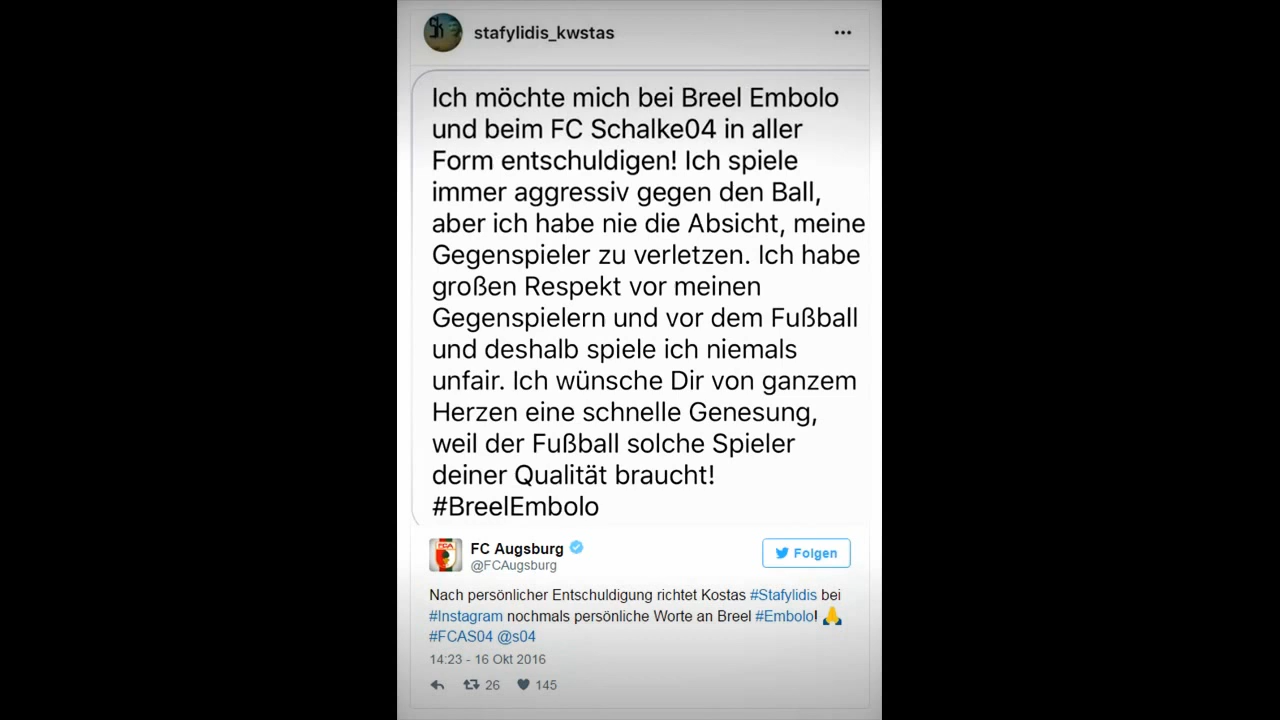 stafylidis_kwstas
Ich möchte mich bei Breel Embolo
und beim FC Schalke04 in aller
Form entschuldigen! Ich spiele
immer aggressiv gegen den Ball,
aber ich habe nie die Absicht, meine
Gegenspieler zu verletzen. Ich habe
großen Respekt vor meinen
Gegenspielern und vor dem Fußball
und deshalb spiele ich niemals
unfair. Ich wünsche Dir von ganzem
Herzen eine schnelle Genesung,
weil der Fußball solche Spieler
deiner Qualität braucht!
#BreelEmbolo
FC Augsburg
@FCAugsburg
Folgen
Nach persönlicher Entschuldigung richtet Kostas #Stafylidis bei
#Instagram nochmals persönliche Worte an Breel #Embolo! 🙏
#FCAS04 @s04
14:23 - 16 Okt 2016
26 145